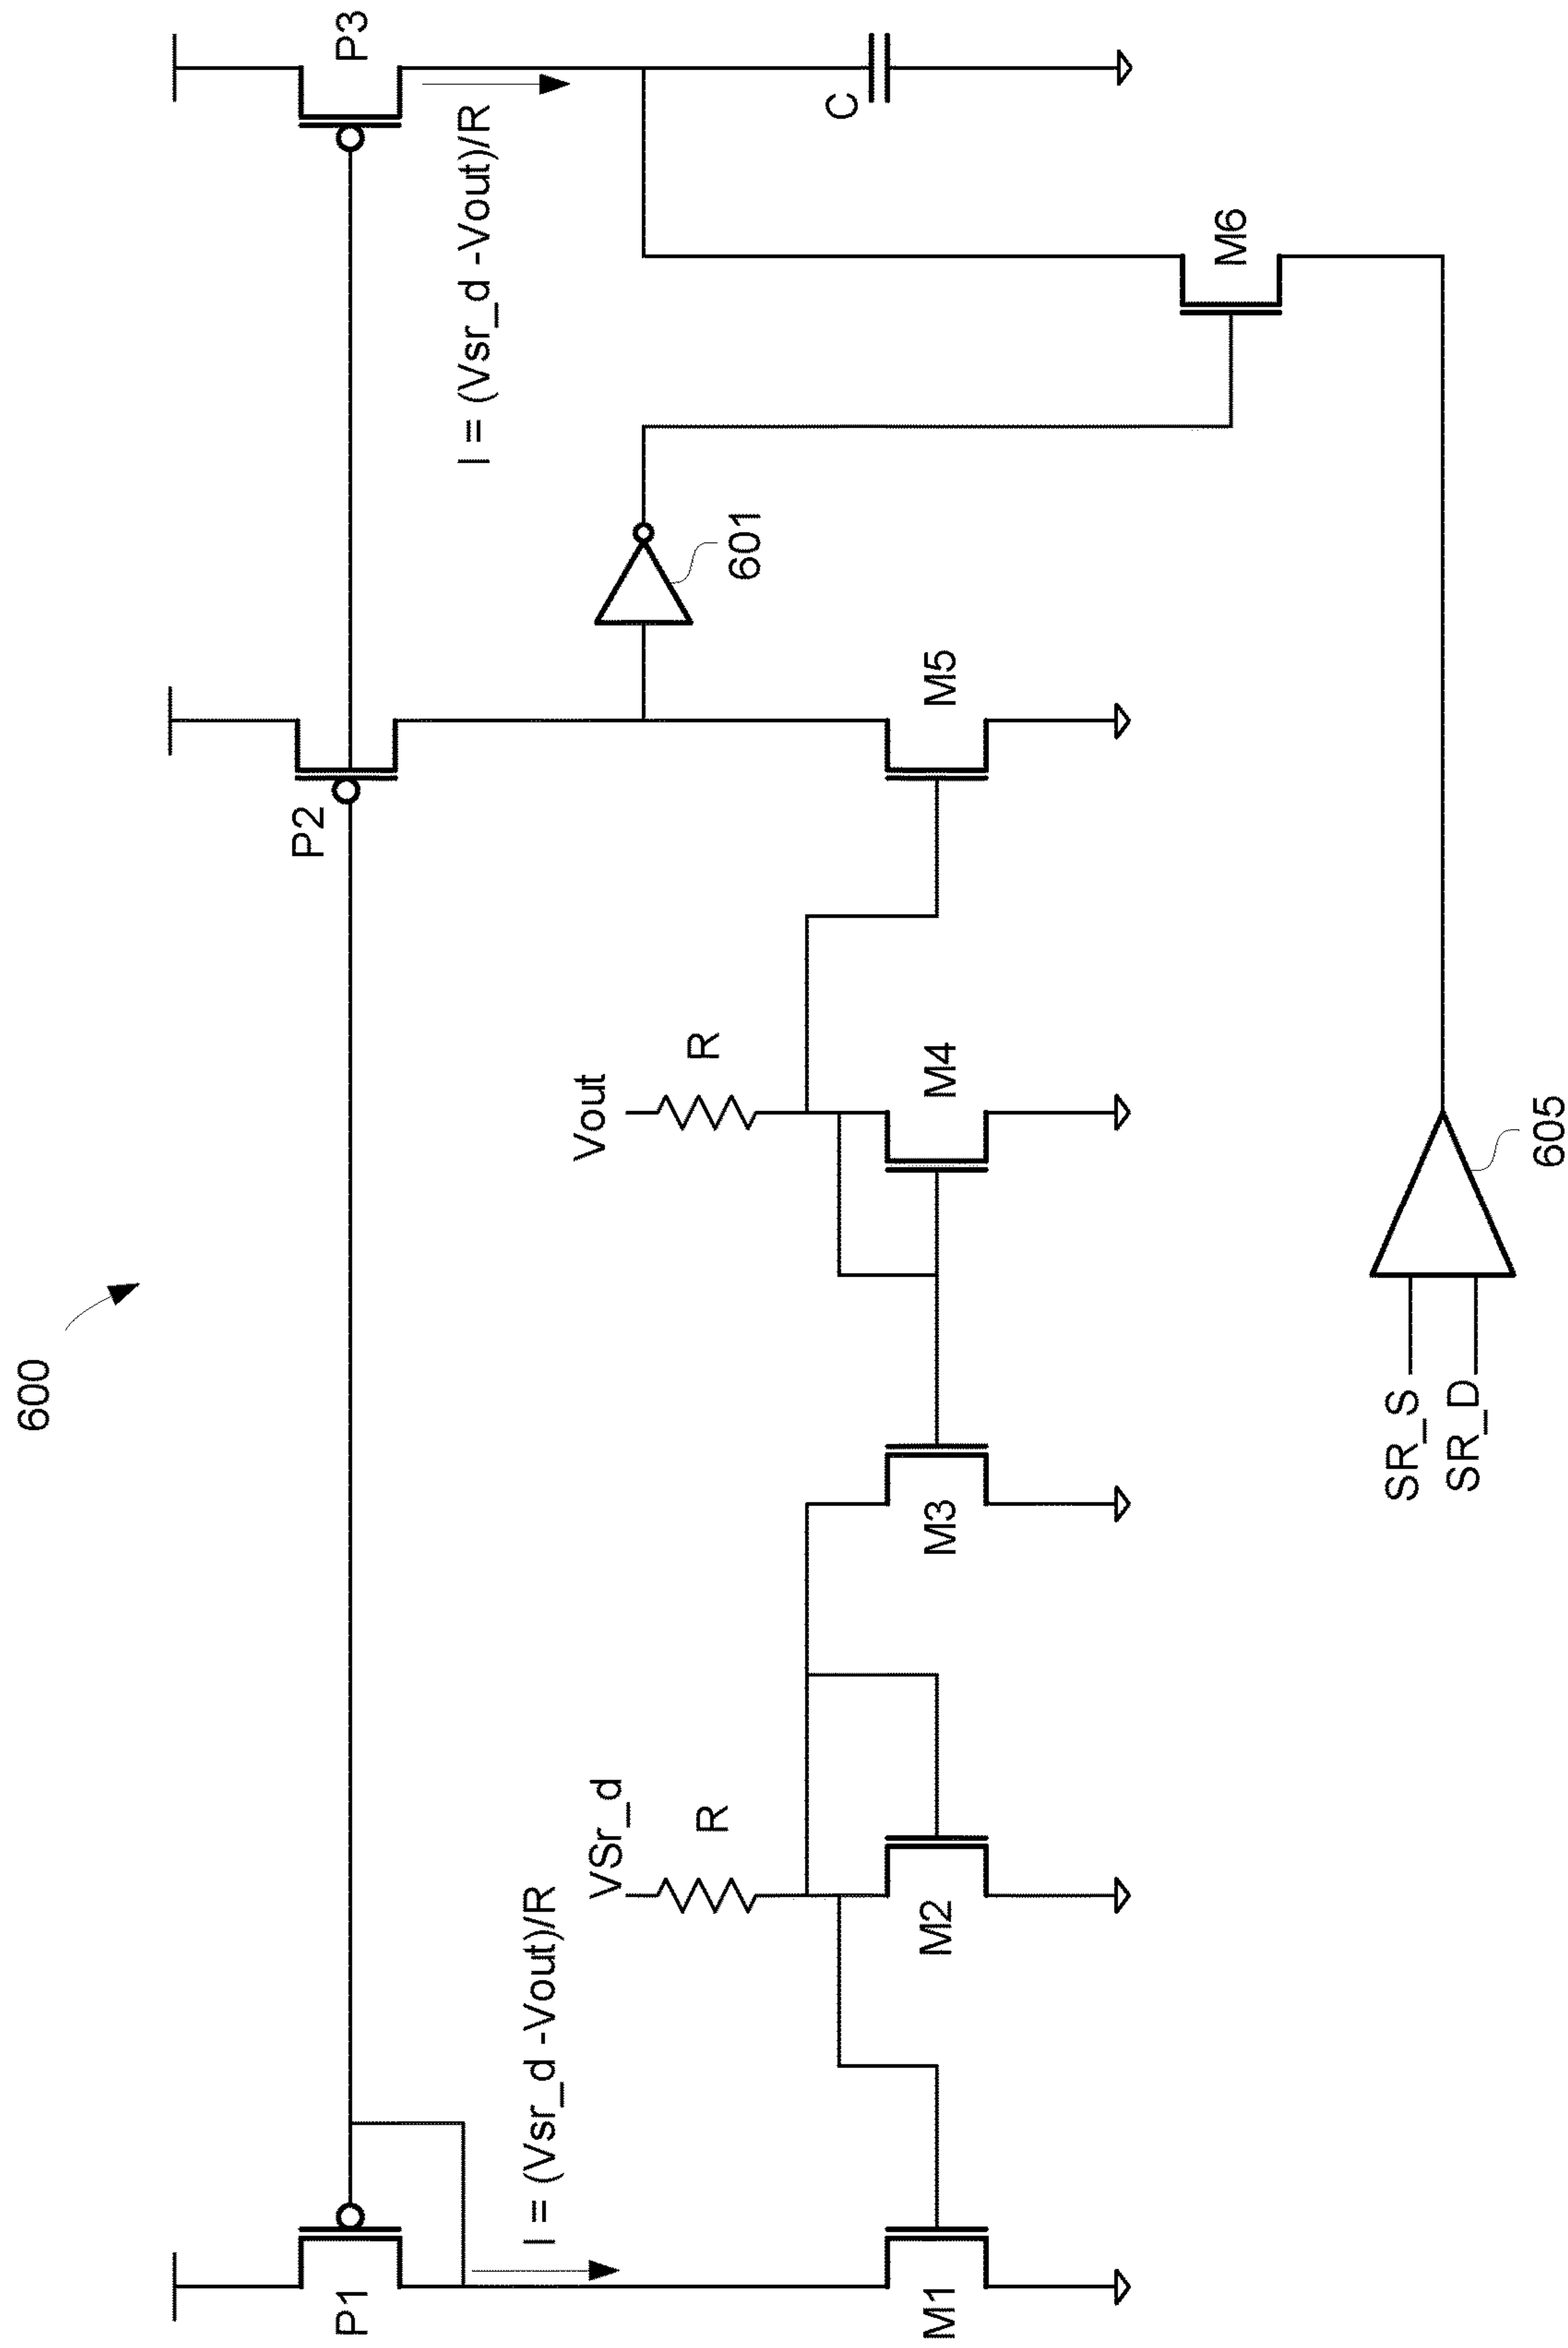 600
P1
P2
P3
I = (Vsr_d -Vout)/R
I = (Vsr_d -Vout)/R
VSr_d
R
Vout
R
601
C
M1
M2
M3
M4
M5
M6
SR_S
SR_D
605